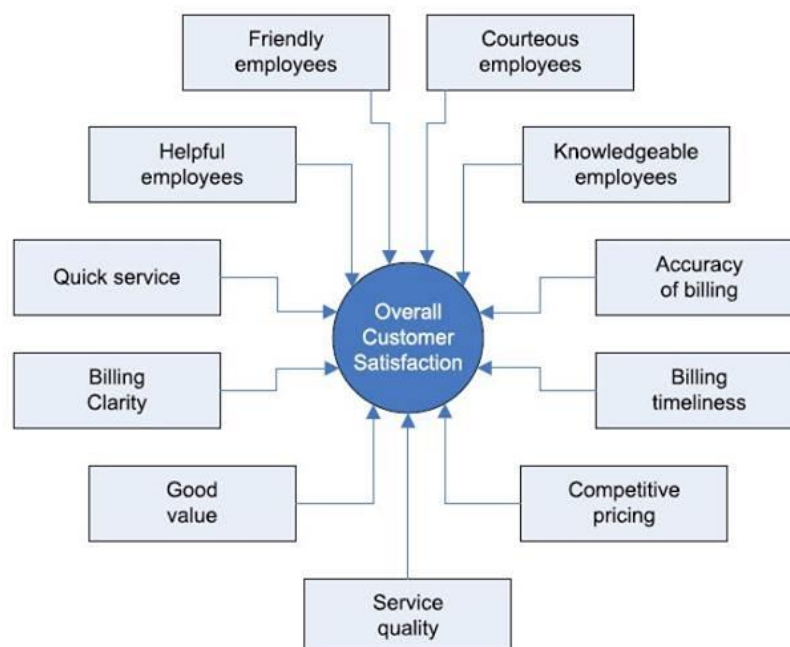 Friendly
employees
Courteous
employees
Helpful
employees
Knowledgeable
employees
Quick service
Accuracy
of billing
Overall
Customer
Satisfaction
Billing
Clarity
Billing
timeliness
Good
value
Competitive
pricing
Service
quality